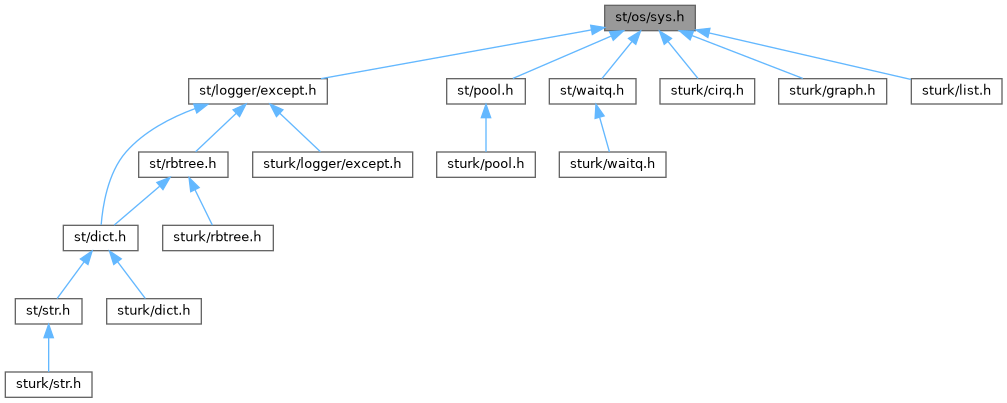 st/os/sys.h
st/logger/except.h
st/pool.h
st/waitq.h
sturk/cirq.h
sturk/graph.h
sturk/list.h
st/rbtree.h
sturk/logger/except.h
sturk/pool.h
sturk/waitq.h
st/dict.h
sturk/rbtree.h
st/str.h
sturk/dict.h
sturk/str.h